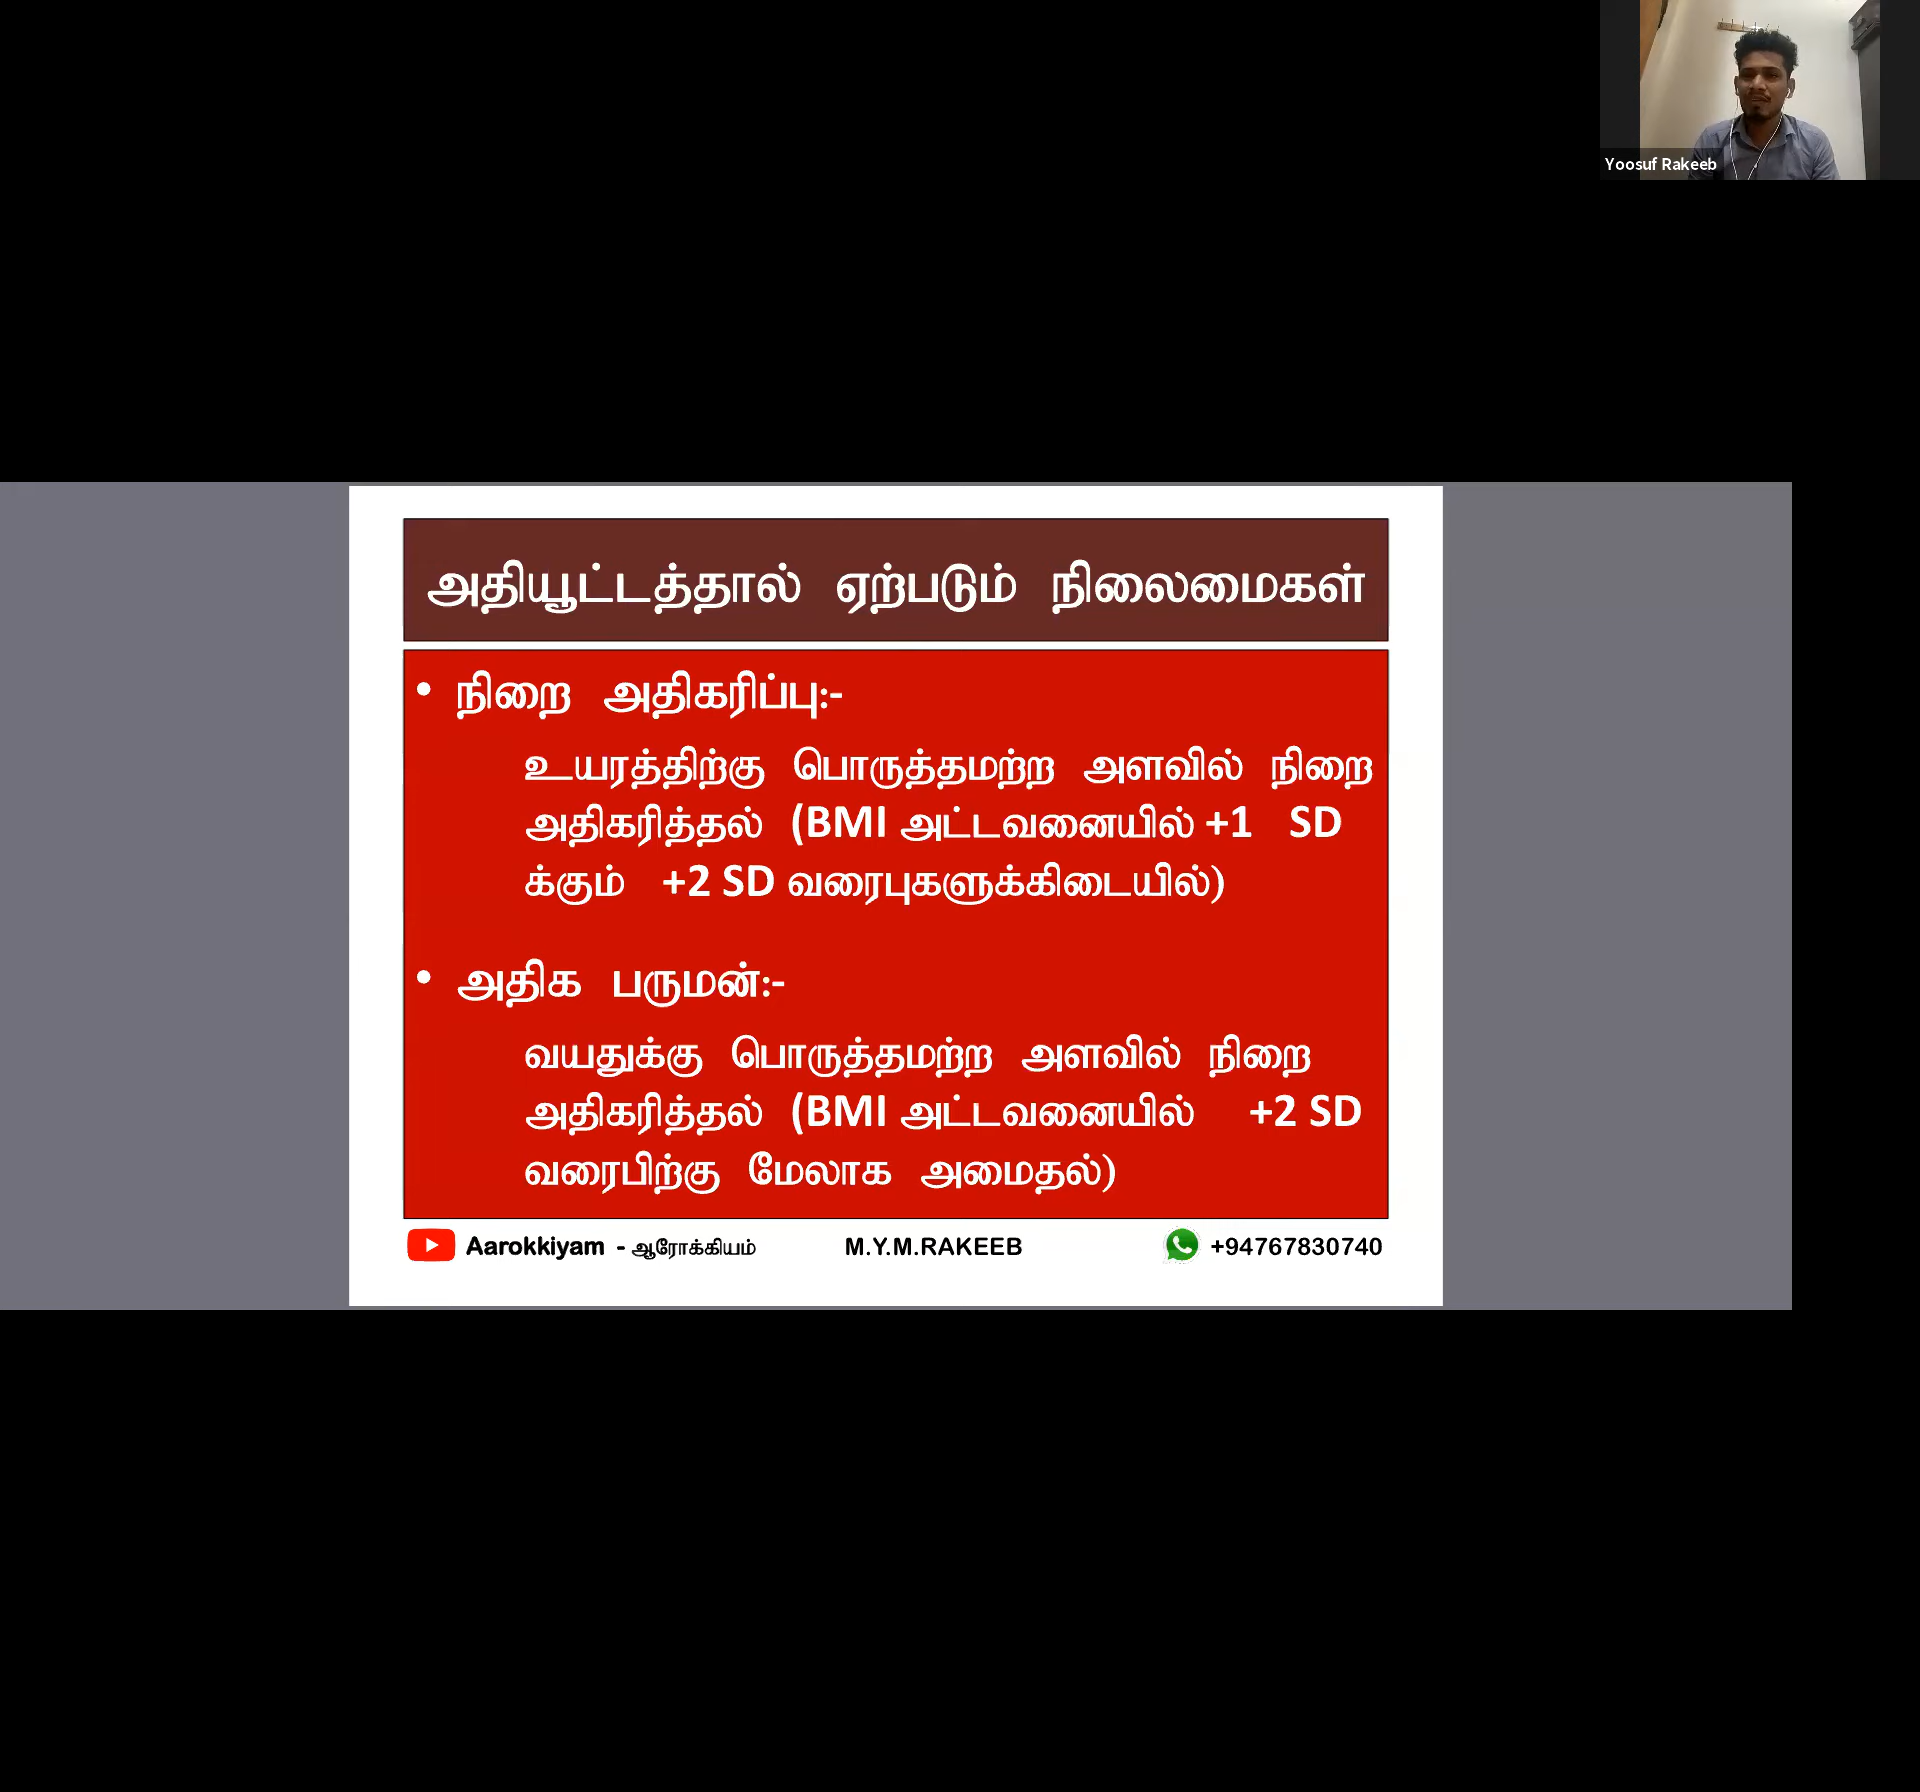 Yoosuf Rakeeb
அதியூட்டத்தால் ஏற்படும் நிலைமைகள்
• நிறை அதிகரிப்பு:-
உயரத்திற்கு பொருத்தமற்ற அளவில் நிறை
அதிகரித்தல் (BMI அட்டவனையில் +1 SD
க்கும் +2 SD வரைபுகளுக்கிடையில்)
• அதிக பருமன்:-
வயதுக்கு பொருத்தமற்ற அளவில் நிறை
அதிகரித்தல் (BMI அட்டவனையில் +2 SD
வரைபிற்கு மேலாக அமைதல்)
Aarokkiyam - ஆரோக்கியம் M.Y.M.RAKEEB +94767830740